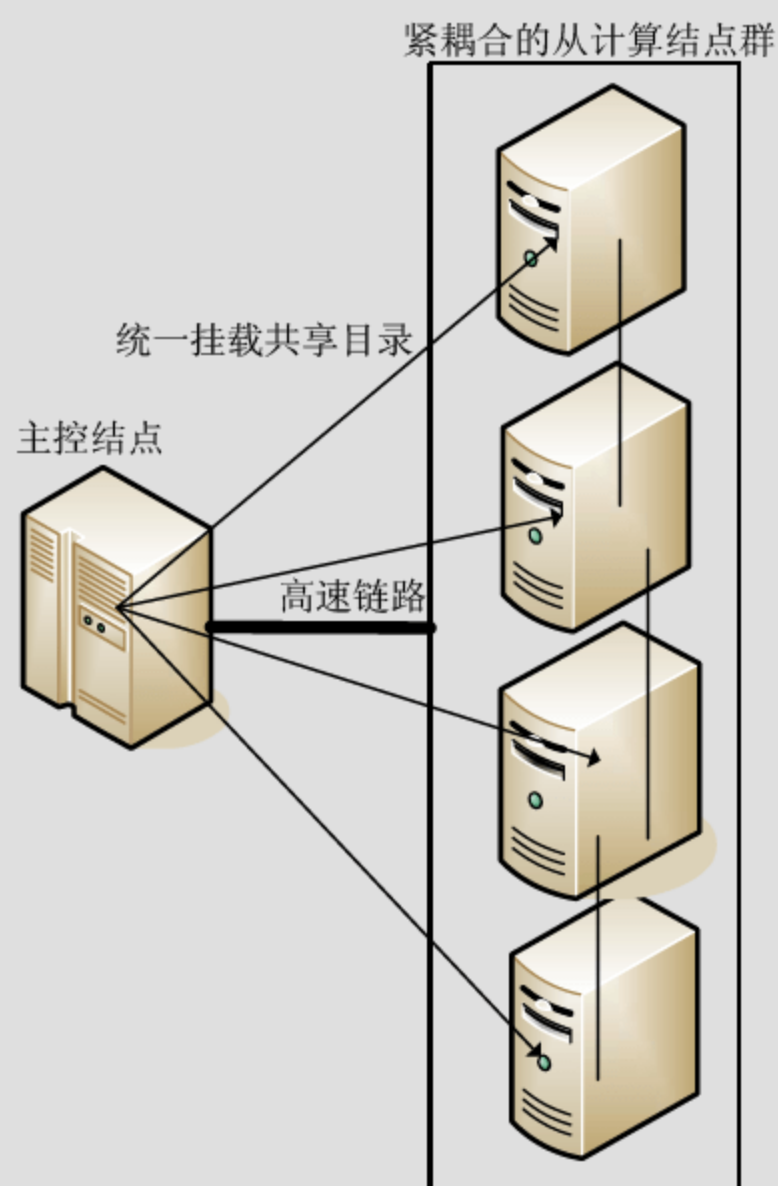 紧耦合的从计算结点群
统一挂载共享目录
主控结点
高速链路